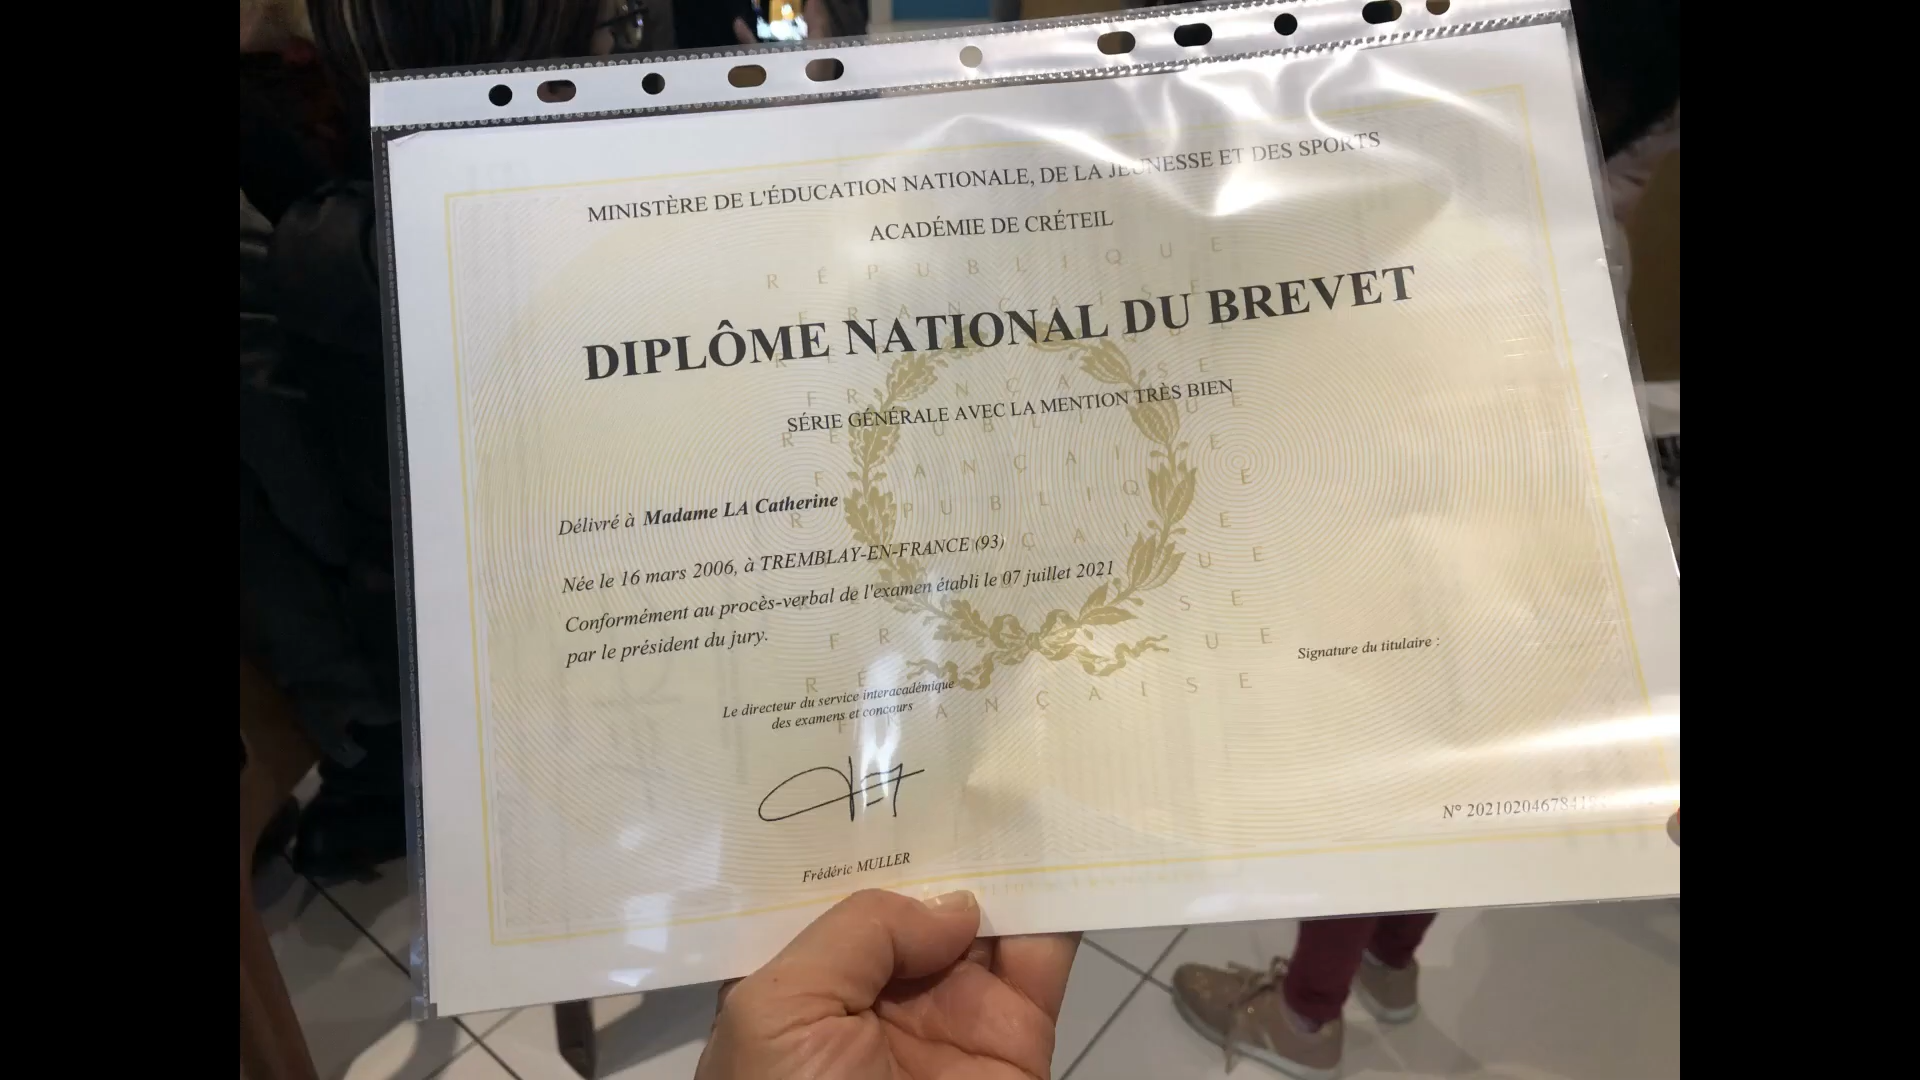 MINISTÈRE DE L'ÉDUCATION NATIONALE, DE LA JEUNESSE ET DES SPORTS
ACADÉMIE DE CRÉTEIL
DIPLÔME NATIONAL DU BREVET
SÉRIE GÉNÉRALE AVEC LA MENTION TRÈS BIEN
Délivré à Madame LA Catherine
Née le 16 mars 2006, à TREMBLAY-EN-FRANCE (93)
Conformément au procès-verbal de l'examen établi le 07 juillet 2021
par le président du jury.
Signature du titulaire :
Le directeur du service interacadémique
des examens et concours
Frédéric MULLER
RÉPUBLIQUE
FRANÇAISE